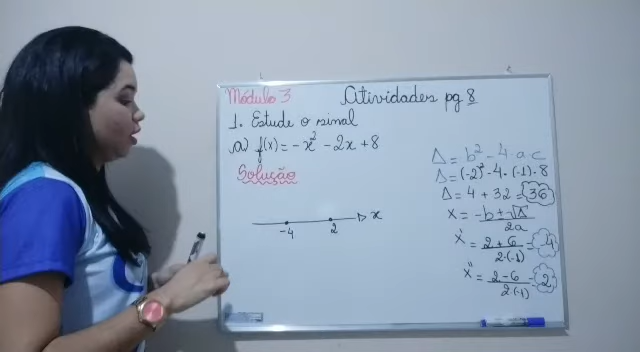 Módulo 3 Atividades pg 8
1. Estude o sinal
a) f(x) = -x² - 2x + 8
Solução
-4 2 x
Δ = b² - 4·a·c
Δ = (-2)² - 4·(-1)·8
Δ = 4 + 32 = 36
x = -b ± √Δ / 2a
x' = 2 + 6 / 2·(-1) = -4
x'' = 2 - 6 / 2·(-1) = 2